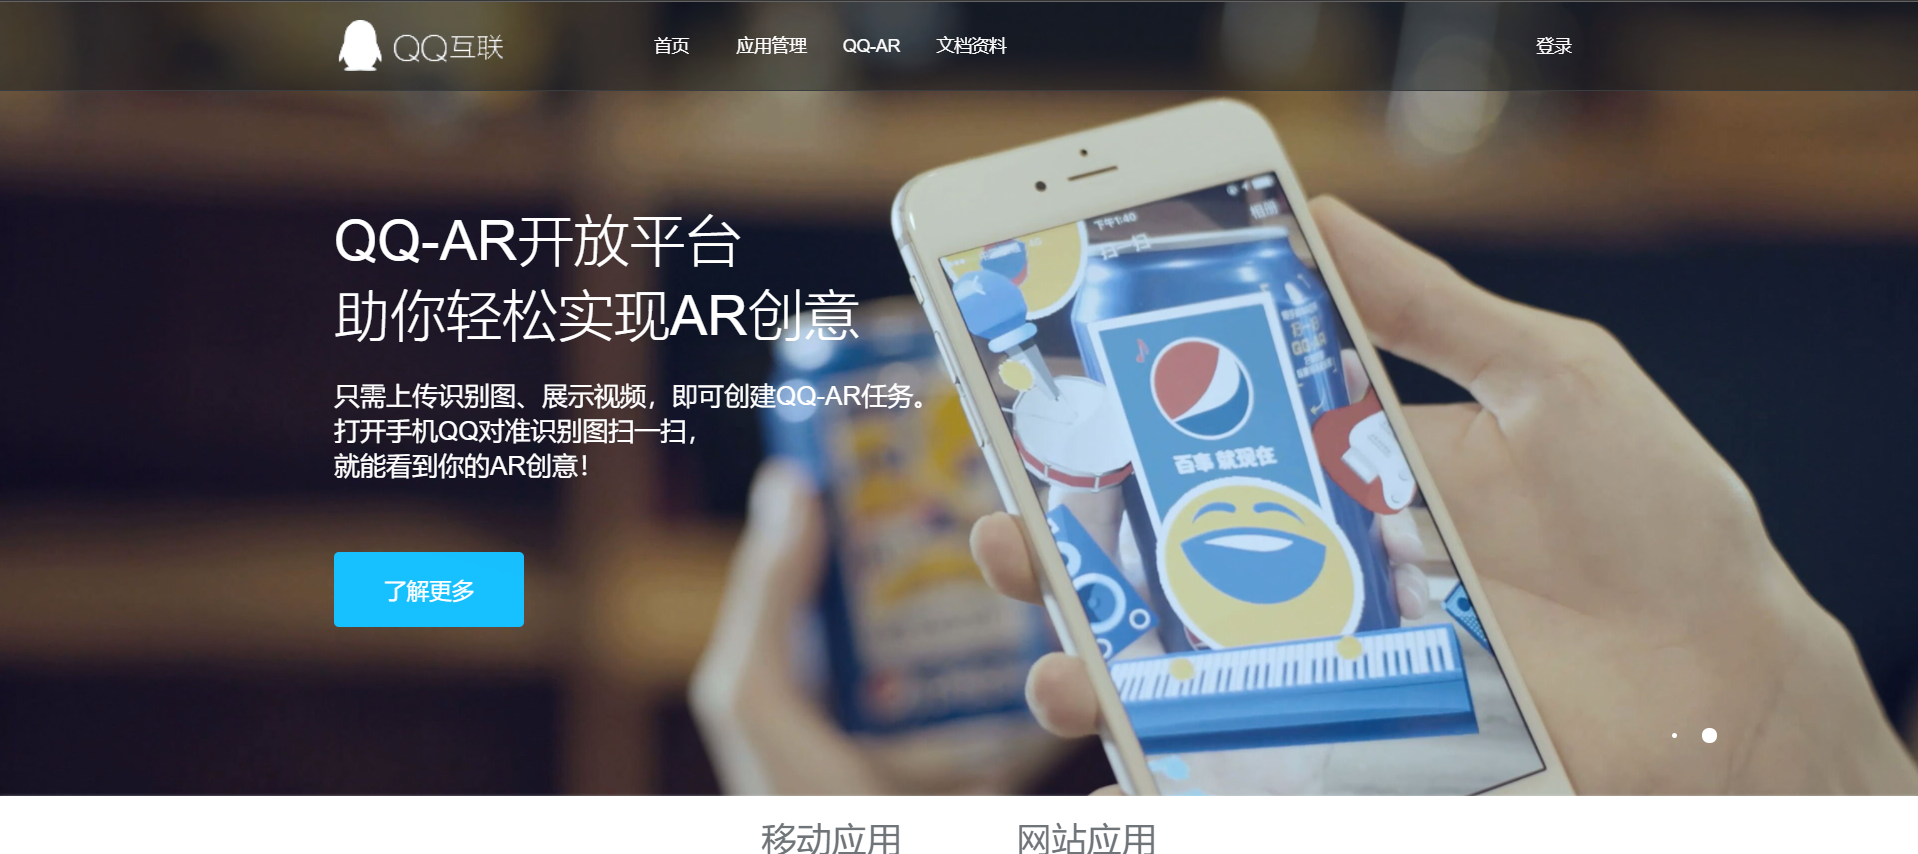 QQ互联
首页 应用管理 QQ-AR 文档资料 登录
QQ-AR开放平台
助你轻松实现AR创意
只需上传识别图、展示视频，即可创建QQ-AR任务。
打开手机QQ对准识别图扫一扫，
就能看到你的AR创意！
了解更多
下午1:40
相册
扫一扫
百事 就现在
移动应用 网站应用